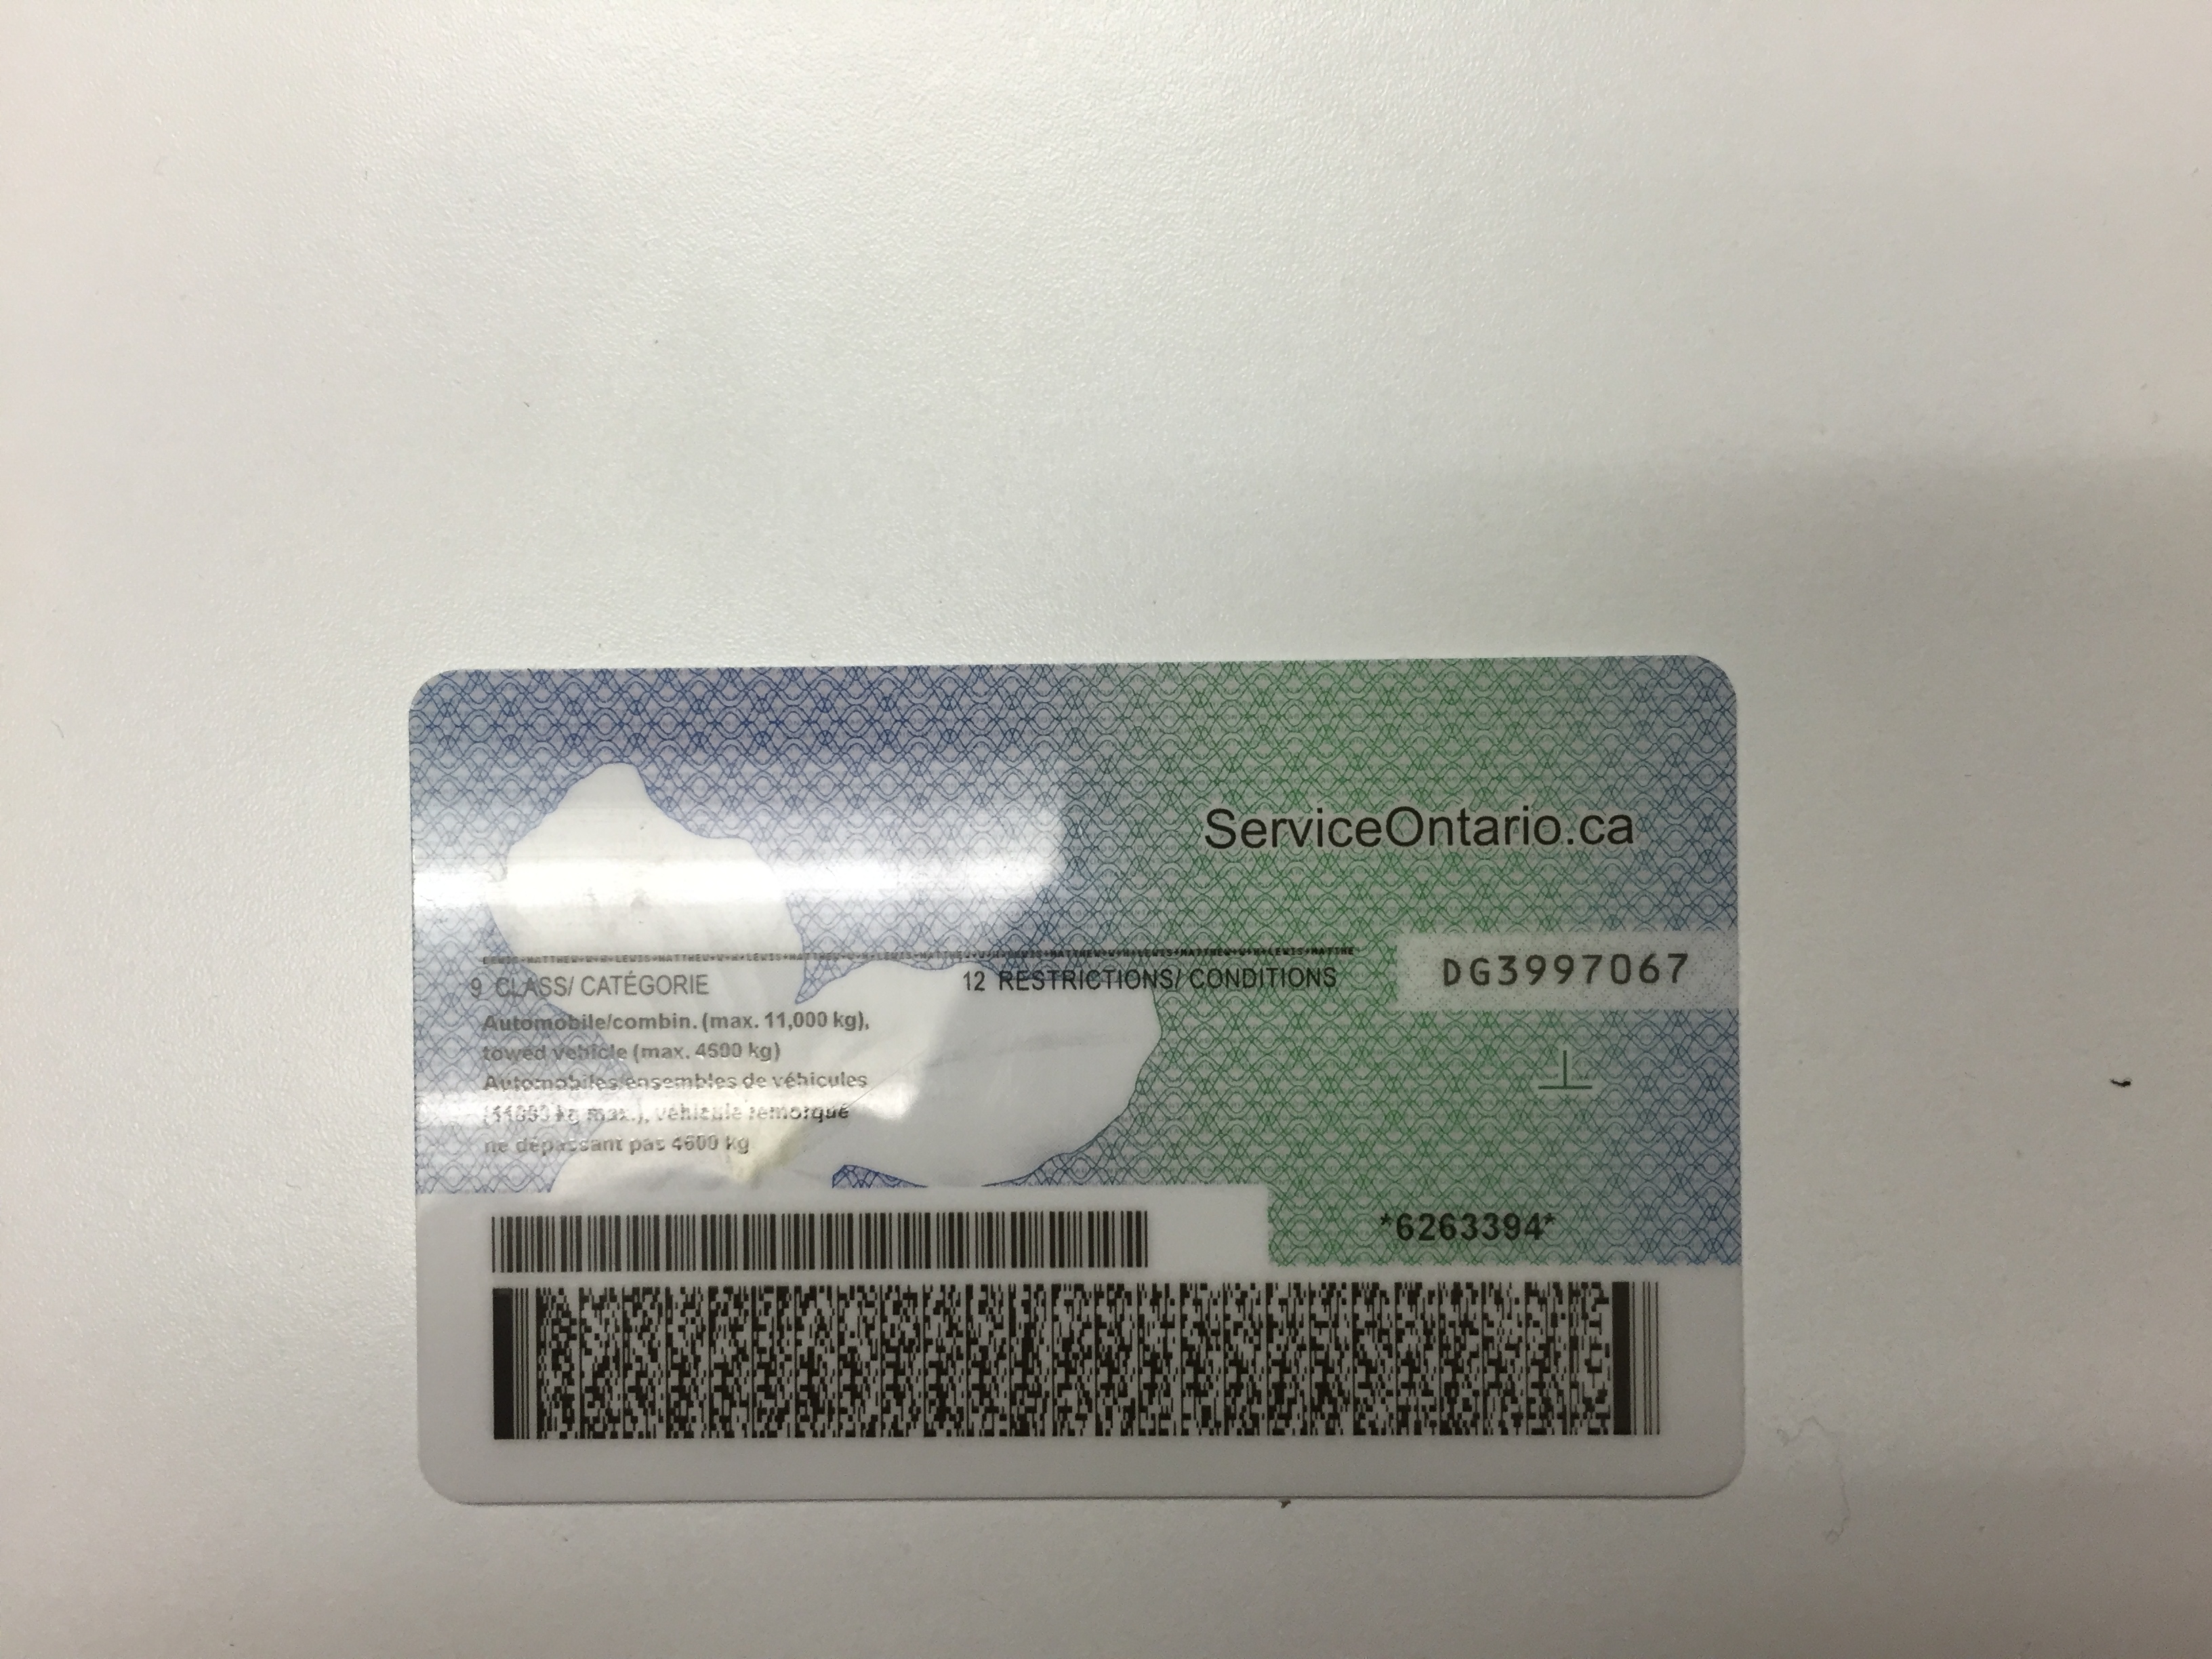 ServiceOntario.ca
9 CLASS/ CATÉGORIE
12 RESTRICTIONS/ CONDITIONS
DG3997067
Automobile/combin. (max. 11,000 kg),
towed vehicle (max. 4500 kg)
Automobiles/ensembles de véhicules
kg max.), véhicule remorqué
ne dépassant pas 4600 kg
*6263394*